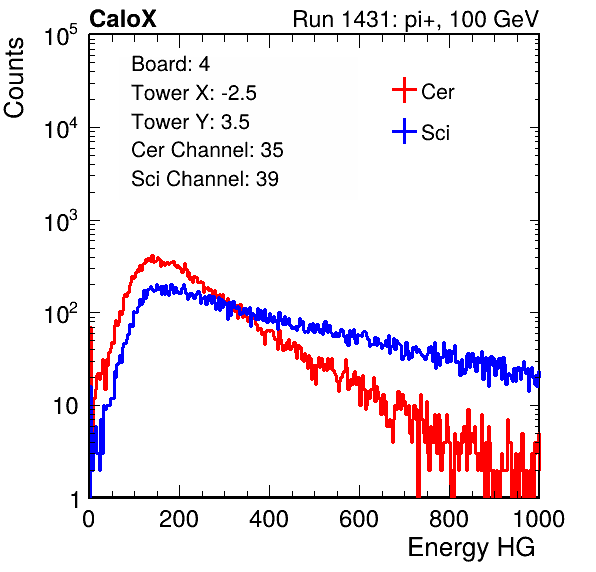 CaloX Run 1431: pi+, 100 GeV
Counts
10^5
10^4
10^3
10^2
10
1
Board: 4
Tower X: -2.5
Tower Y: 3.5
Cer Channel: 35
Sci Channel: 39
Cer
Sci
0 200 400 600 800 1000
Energy HG